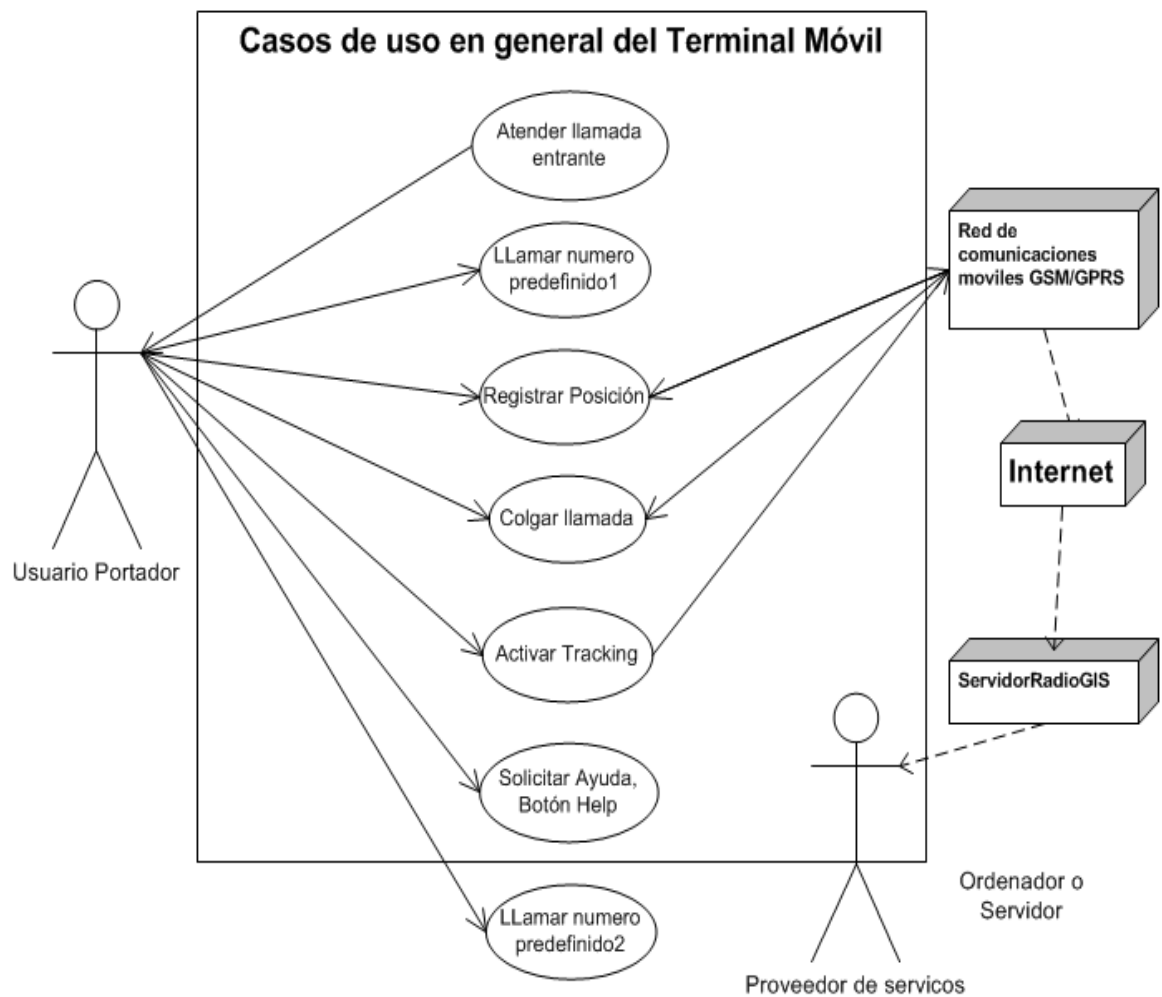 Casos de uso en general del Terminal Móvil
Atender llamada
entrante
LLamar numero
predefinido1
Registrar Posición
Colgar llamada
Activar Tracking
Solicitar Ayuda,
Botón Help
LLamar numero
predefinido2
Usuario Portador
Red de
comunicaciones
moviles GSM/GPRS
Internet
ServidorRadioGIS
Ordenador o
Servidor
Proveedor de servicos